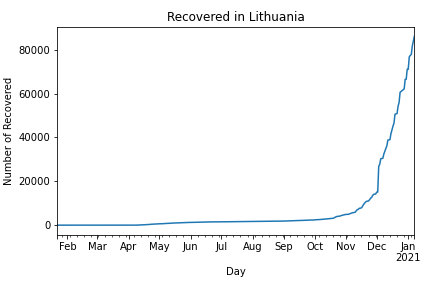 Recovered in Lithuania
Number of Recovered
80000
60000
40000
20000
0
Feb Mar Apr May Jun Jul Aug Sep Oct Nov Dec Jan
2021
Day